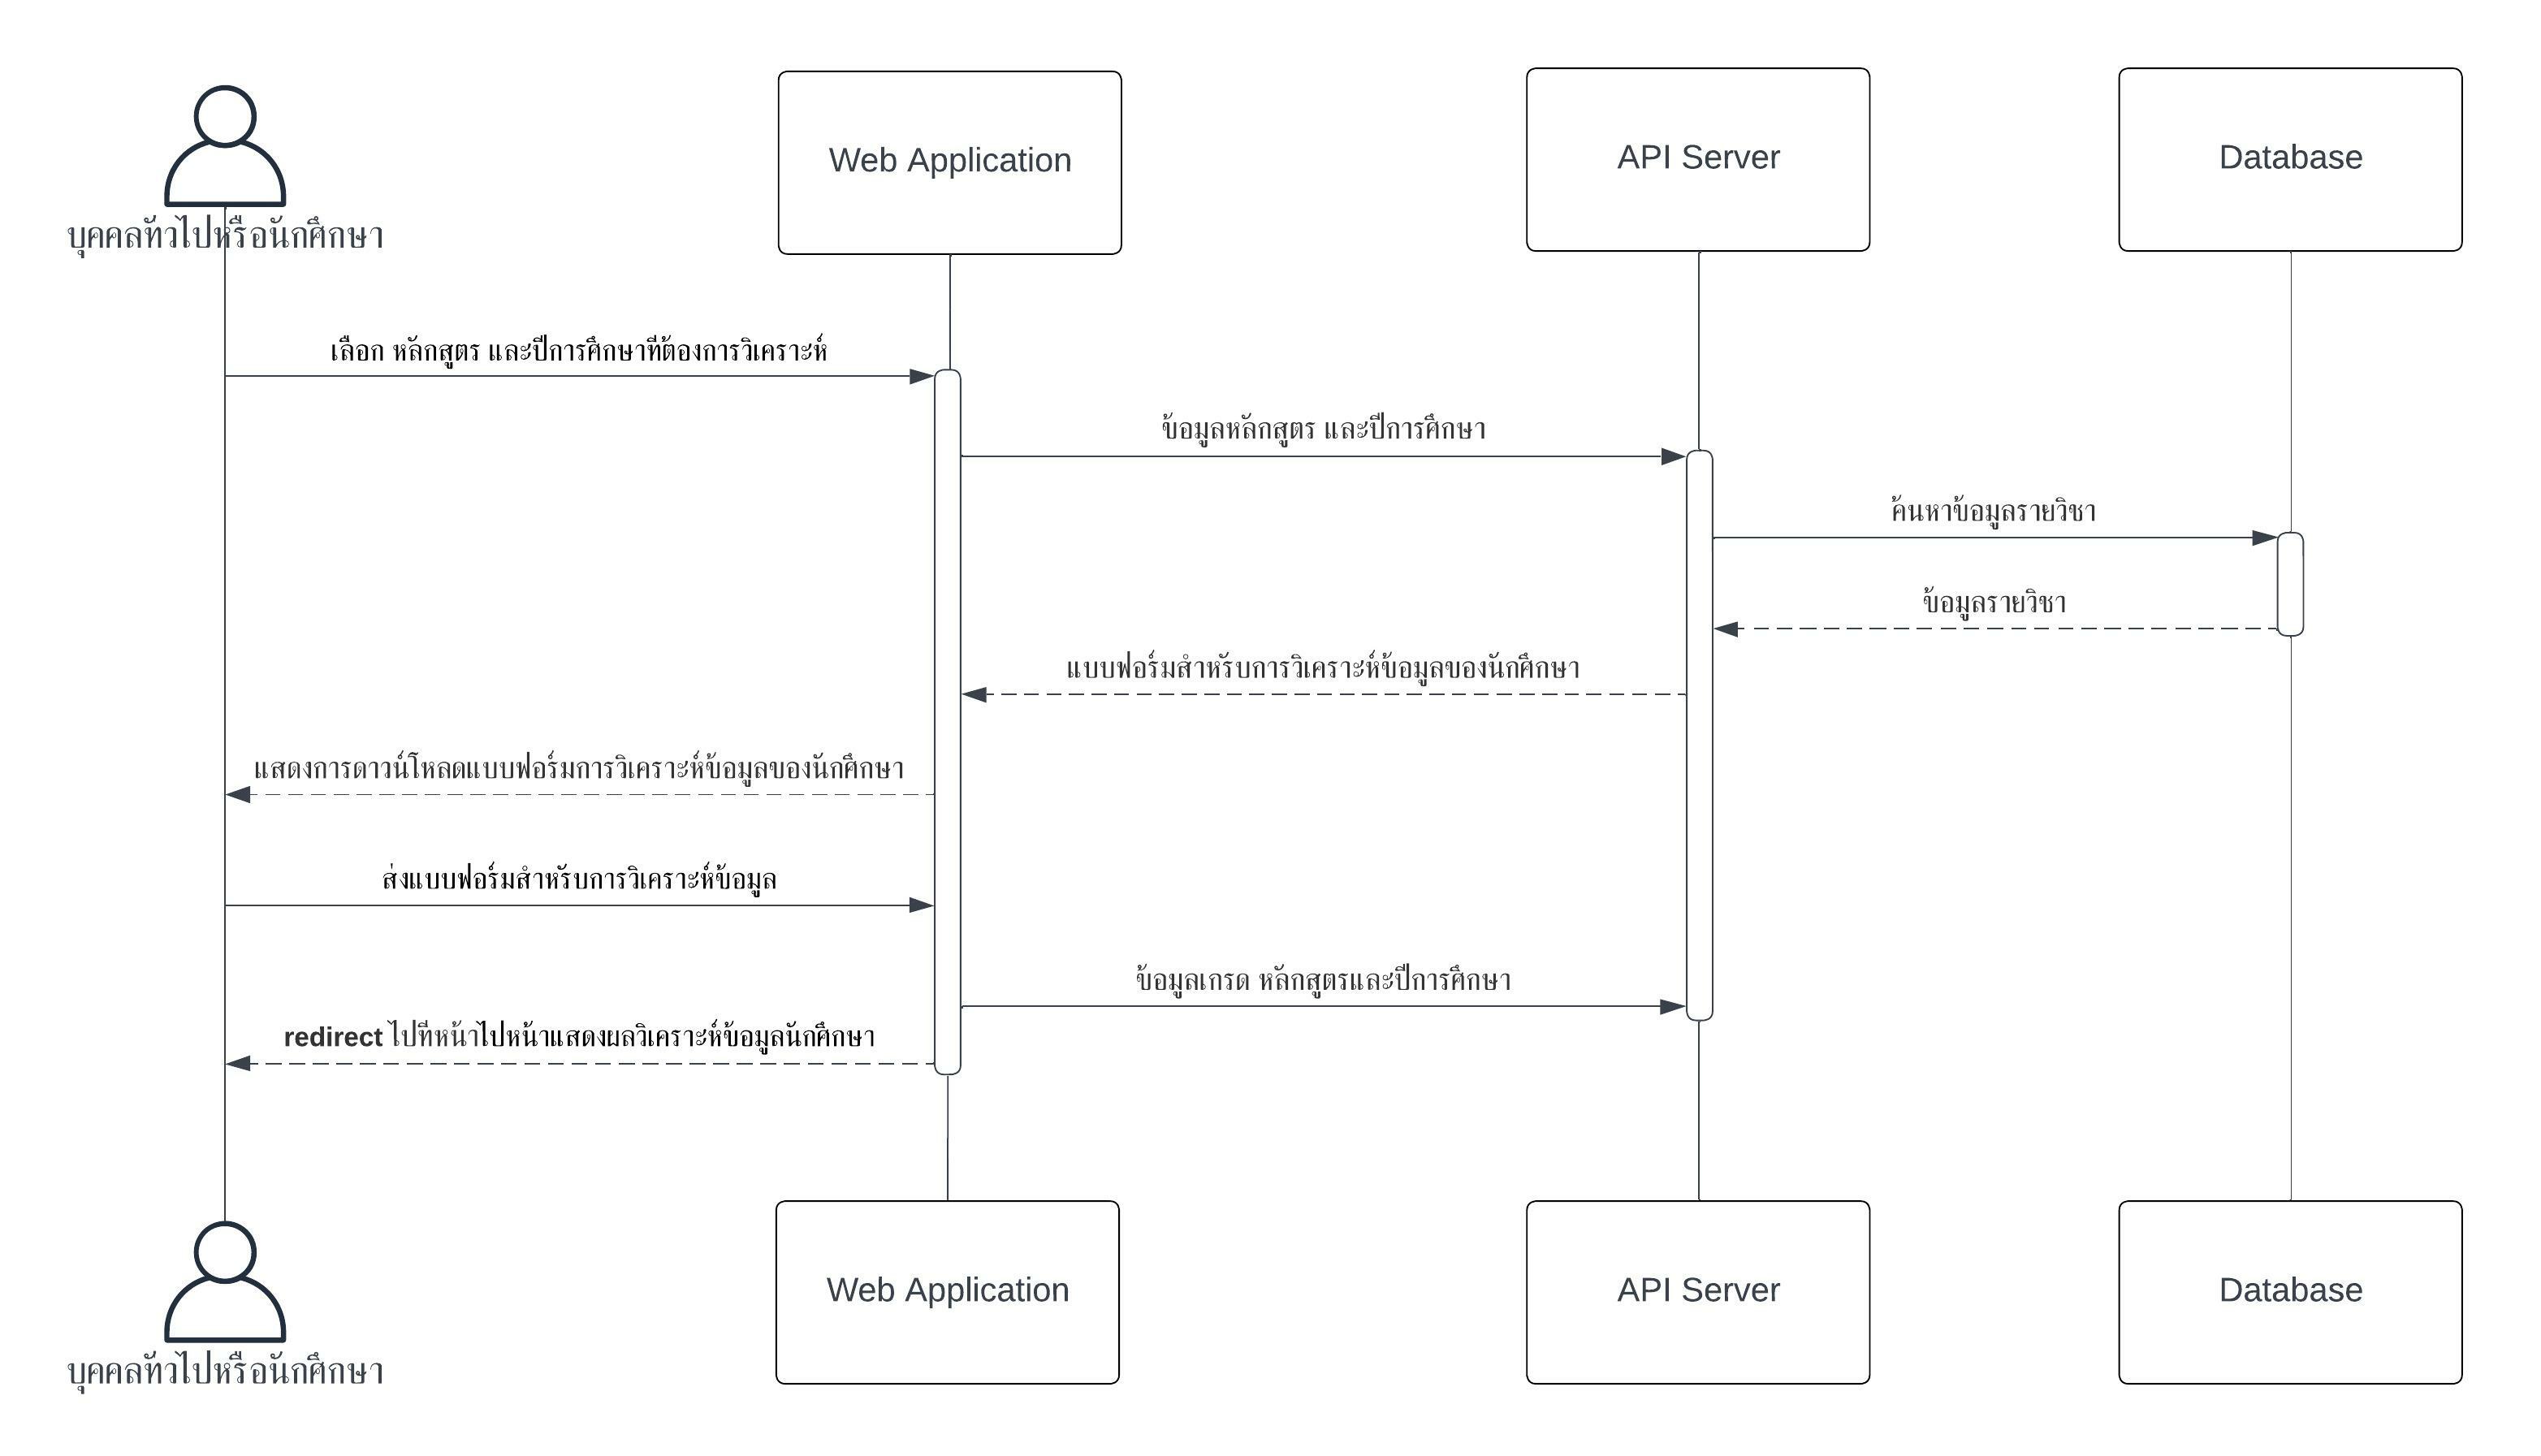 Web Application
API Server
Database
บุคคลทั่วไปหรือนักศึกษา
เลือก หลักสูตร และปีการศึกษาที่ต้องการวิเคราะห์
ข้อมูลหลักสูตร และปีการศึกษา
ค้นหาข้อมูลรายวิชา
ข้อมูลรายวิชา
แบบฟอร์มสำหรับการวิเคราะห์ข้อมูลของนักศึกษา
แสดงการดาวน์โหลดแบบฟอร์มการวิเคราะห์ข้อมูลของนักศึกษา
ส่งแบบฟอร์มสำหรับการวิเคราะห์ข้อมูล
ข้อมูลเกรด หลักสูตรและปีการศึกษา
redirect ไปที่หน้าไปหน้าแสดงผลวิเคราะห์ข้อมูลนักศึกษา
Web Application
API Server
Database
บุคคลทั่วไปหรือนักศึกษา